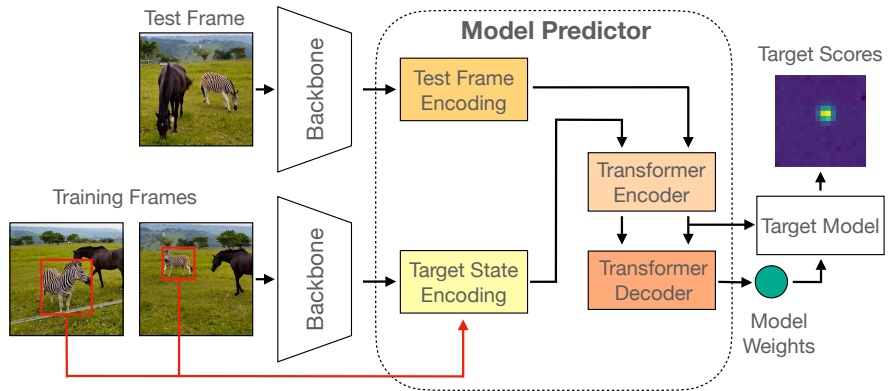 Test Frame
Backbone
Model Predictor
Test Frame
Encoding
Target Scores
Training Frames
Backbone
Target State
Encoding
Transformer
Encoder
Transformer
Decoder
Target Model
Model
Weights